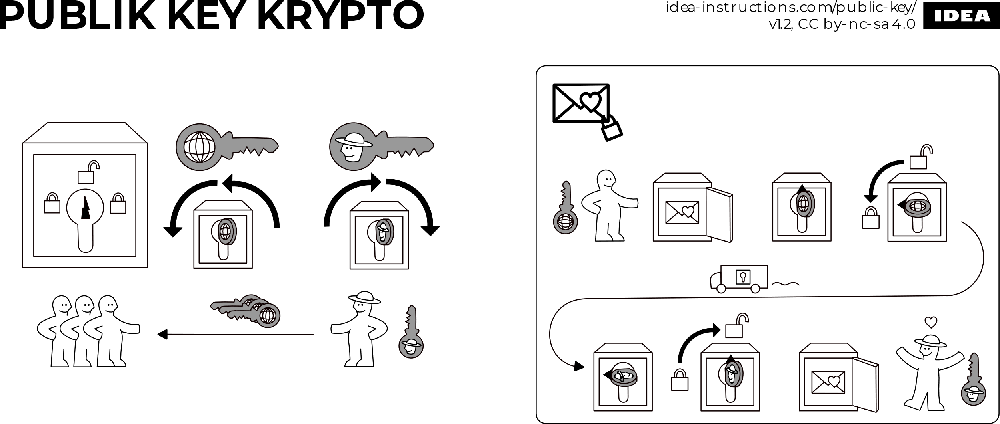 PUBLIK KEY KRYPTO
idea-instructions.com/public-key/
v1.2, CC by-nc-sa 4.0
IDEA